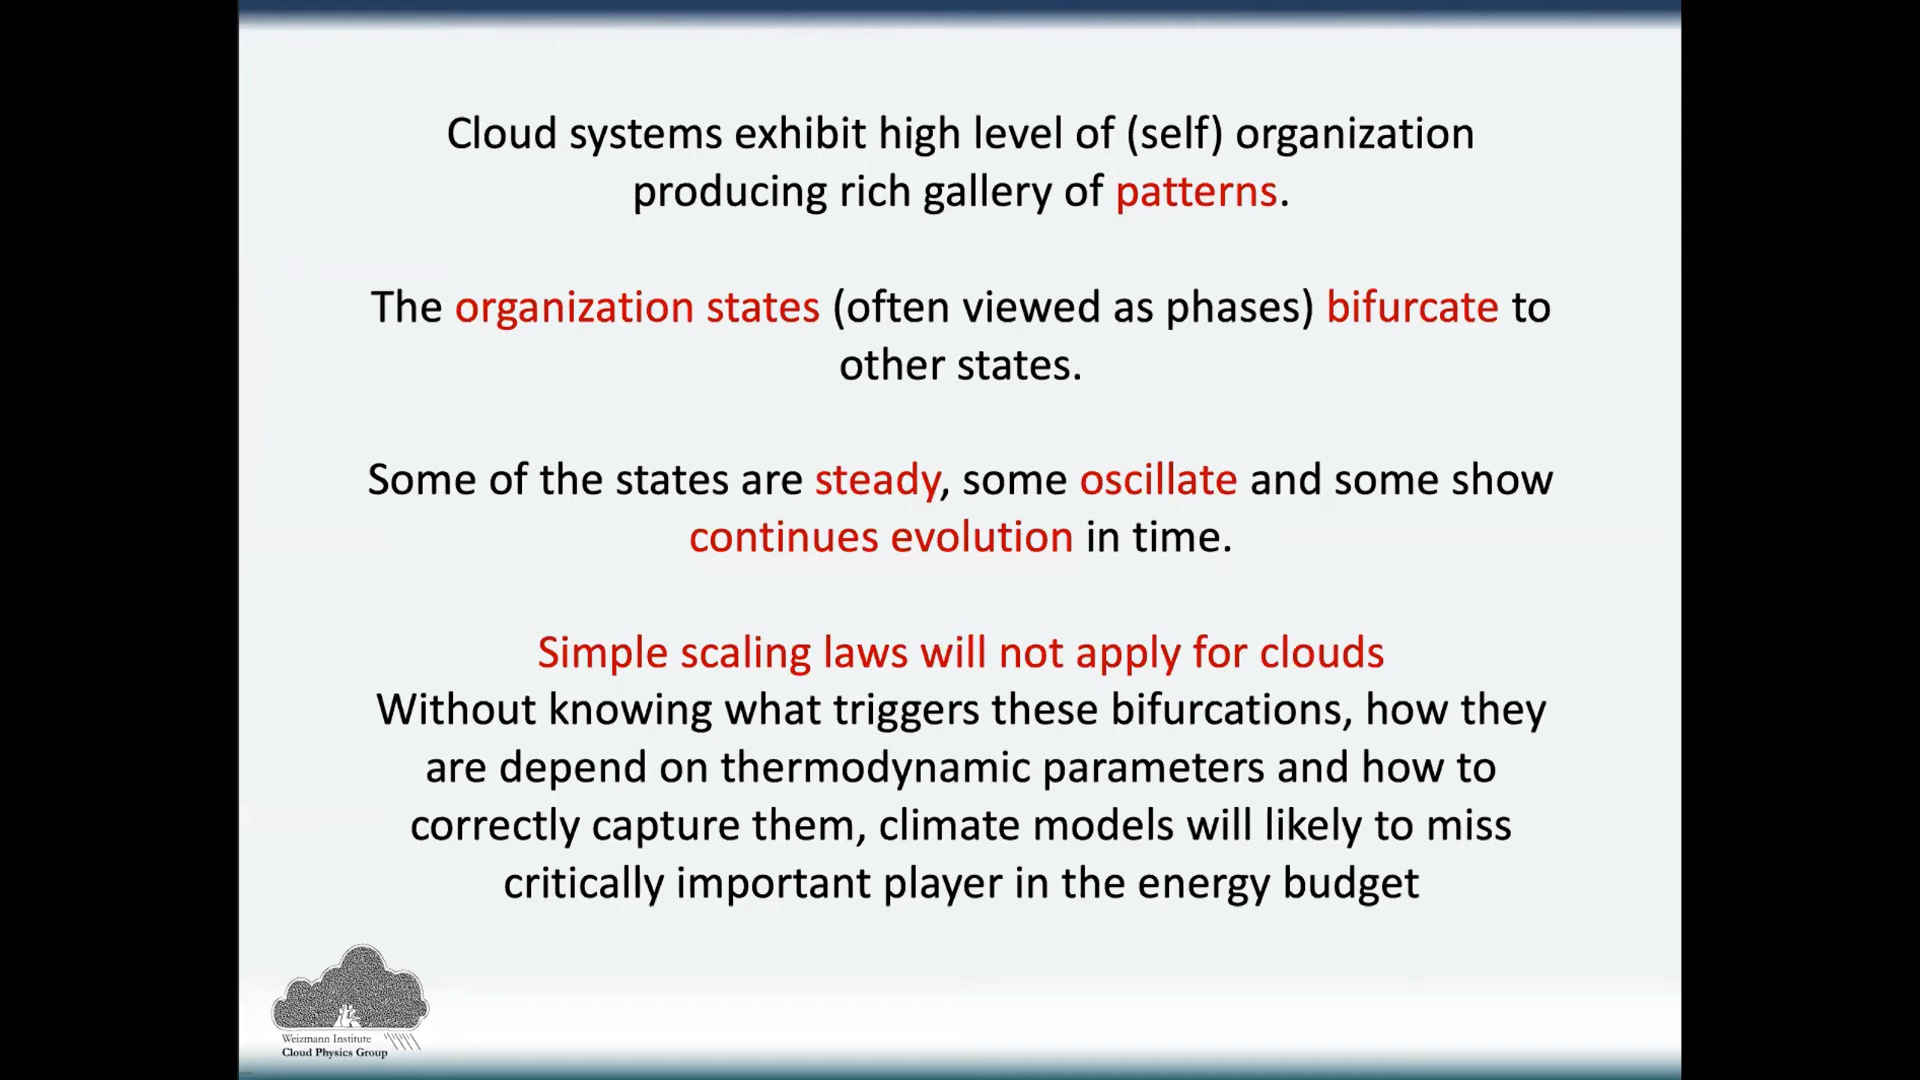 Cloud systems exhibit high level of (self) organization
producing rich gallery of patterns.
The organization states (often viewed as phases) bifurcate to
other states.
Some of the states are steady, some oscillate and some show
continues evolution in time.
Simple scaling laws will not apply for clouds
Without knowing what triggers these bifurcations, how they
are depend on thermodynamic parameters and how to
correctly capture them, climate models will likely to miss
critically important player in the energy budget
Weizmann Institute
Cloud Physics Group